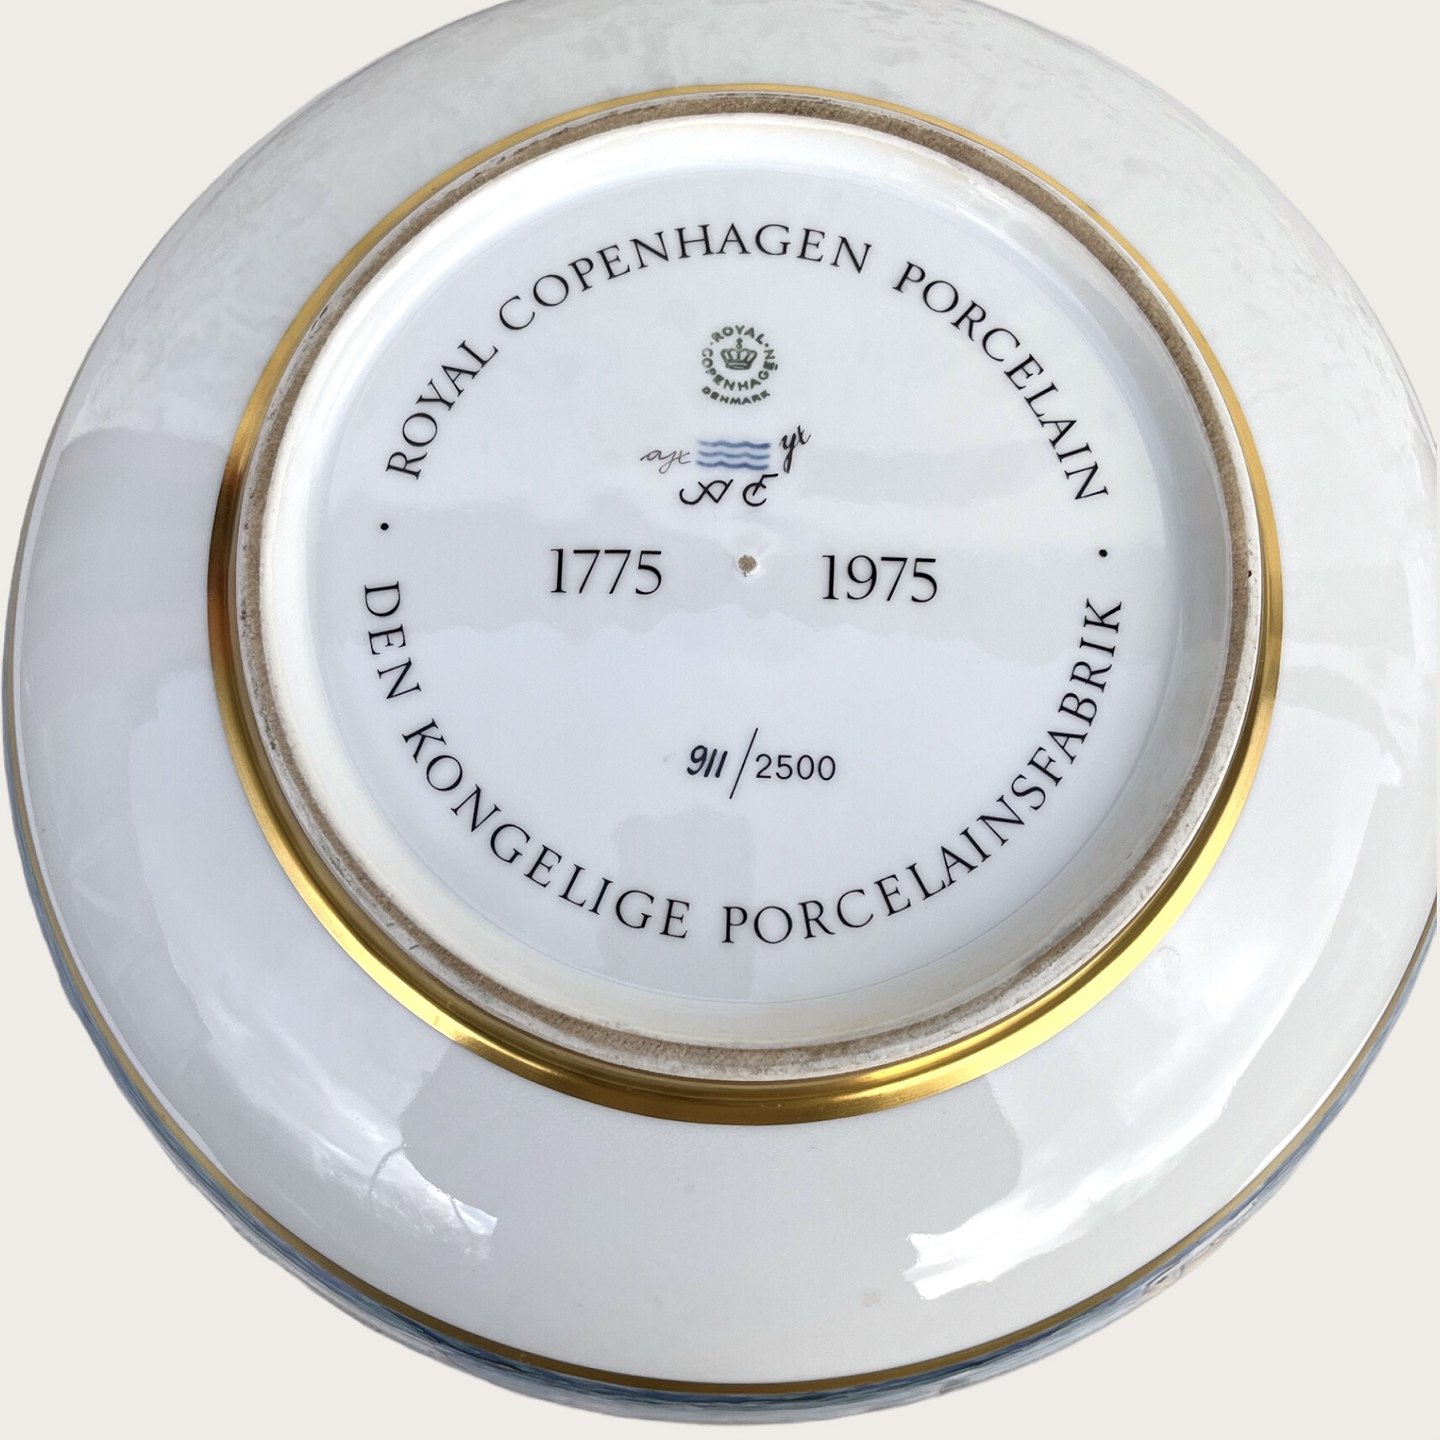 ROYAL COPENHAGEN PORCELAIN
ROYAL COPENHAGEN
DENMARK
1775 1975
911/2500
· DEN KONGELIGE PORCELAINSFABRIK ·